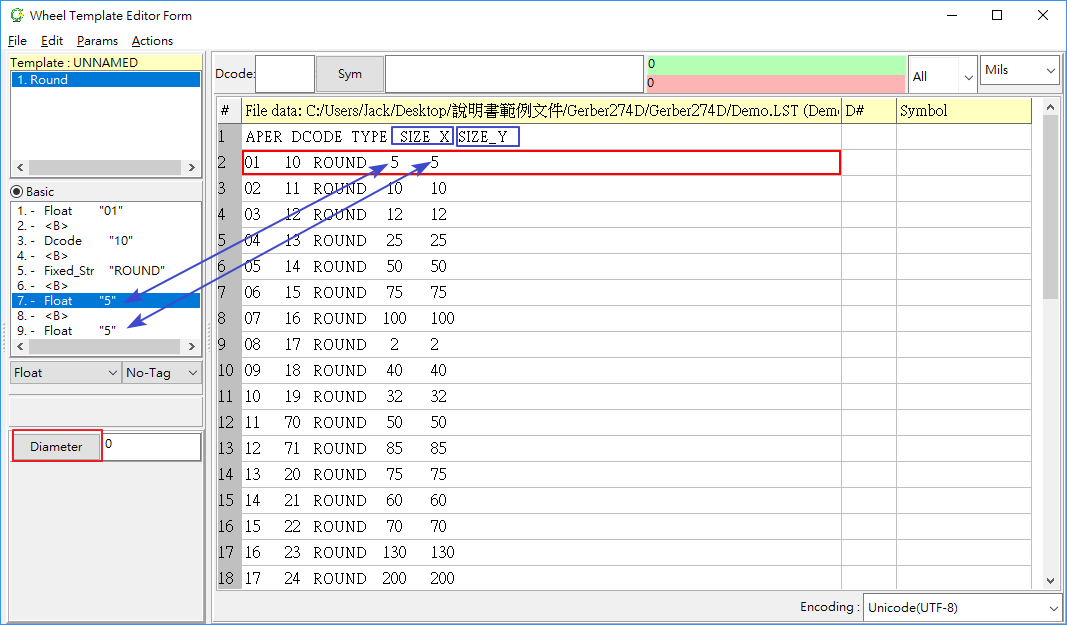 Wheel Template Editor Form
File Edit Params Actions
Template : UNNAMED
1. Round
Basic
1. - Float "01"
2. - <B>
3. - Dcode "10"
4. - <B>
5. - Fixed_Str "ROUND"
6. - <B>
7. - Float "5"
8. - <B>
9. - Float "5"
Float No-Tag
Diameter 0
Dcode: Sym 0 All Mils
0
# File data: C:/Users/Jack/Desktop/說明書範例文件/Gerber274D/Gerber274D/Demo.LST (Dem D# Symbol
1 APER DCODE TYPE SIZE_X SIZE_Y
2 01 10 ROUND 5 5
3 02 11 ROUND 10 10
4 03 12 ROUND 12 12
5 04 13 ROUND 25 25
6 05 14 ROUND 50 50
7 06 15 ROUND 75 75
8 07 16 ROUND 100 100
9 08 17 ROUND 2 2
10 09 18 ROUND 40 40
11 10 19 ROUND 32 32
12 11 70 ROUND 50 50
13 12 71 ROUND 85 85
14 13 20 ROUND 75 75
15 14 21 ROUND 60 60
16 15 22 ROUND 70 70
17 16 23 ROUND 130 130
18 17 24 ROUND 200 200
Encoding : Unicode(UTF-8)